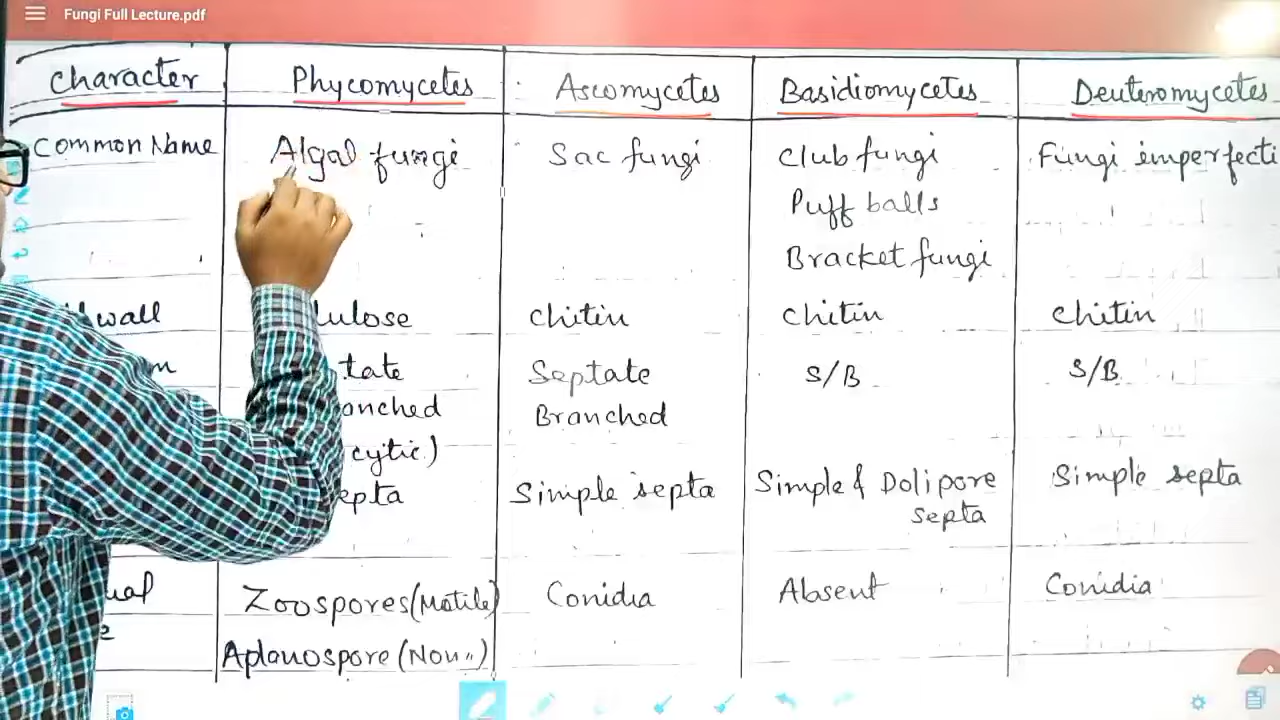 Fungi Full Lecture.pdf
Character Phycomycetes Ascomycetes Basidiomycetes Deuteromycetes
Common Name Algal fungi Sac fungi Club fungi Fungi imperfecti
Puff balls
Bracket fungi
wall lulose chitin chitin chitin
tate Septate S/B S/B
anched Branched
cytic)
epta Simple septa Simple & Dolipore Simple septa
septa
ual Zoospores (Motile) Conidia Absent Conidia
Aplanospore (Non〃)